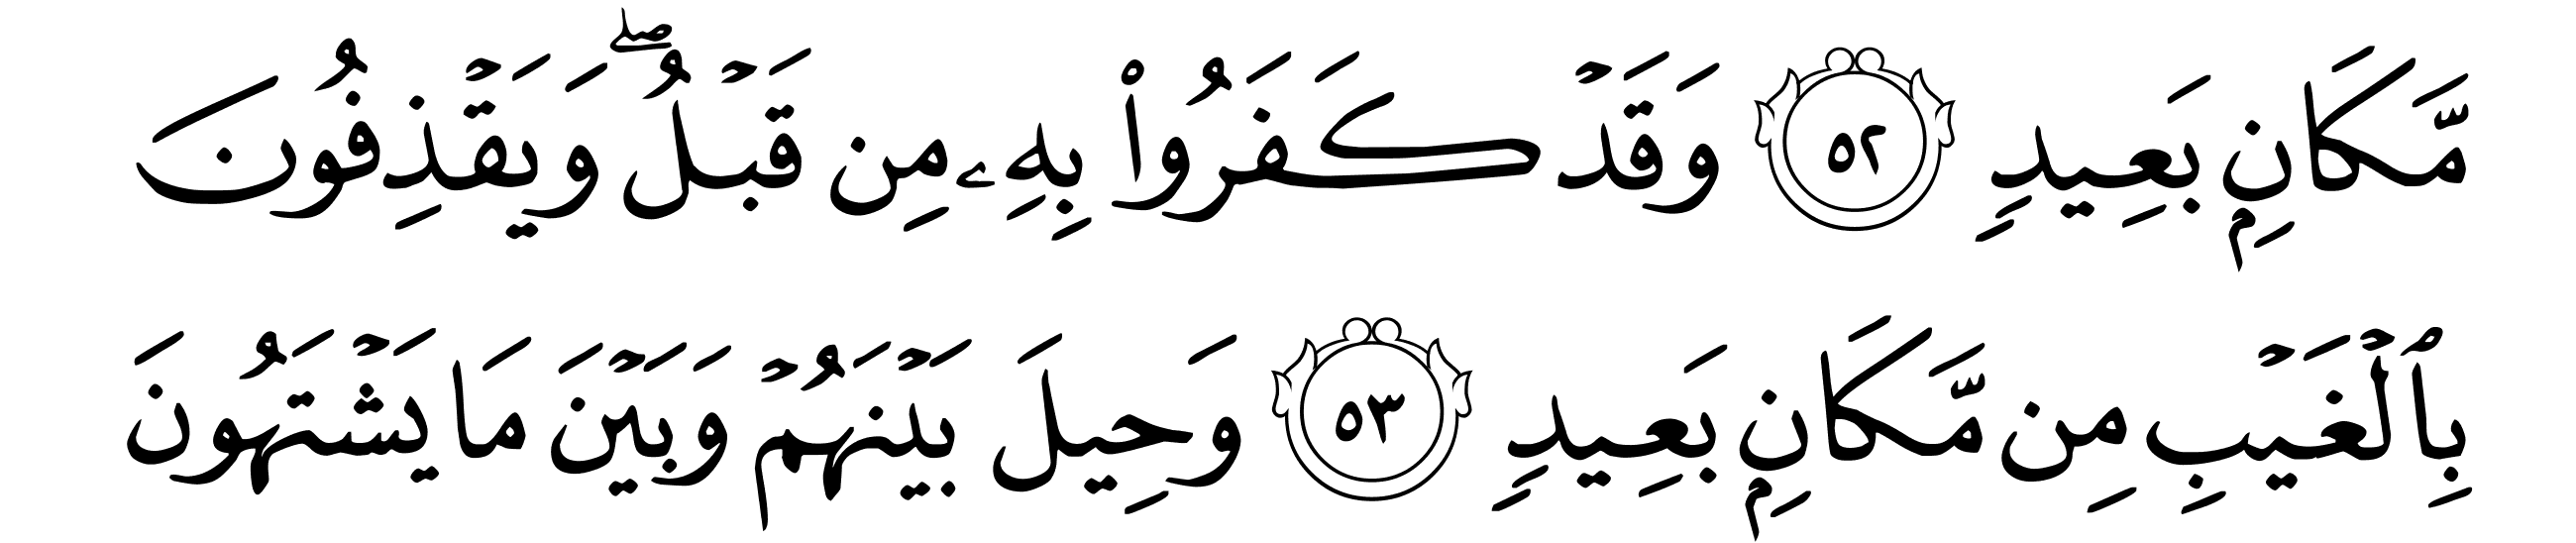 مَّكَانِۭ بَعِيدٖ ٥٢ وَقَدۡ كَفَرُواْ بِهِۦ مِن قَبۡلُۖ وَيَقۡذِفُونَ
بِٱلۡغَيۡبِ مِن مَّكَانِۭ بَعِيدٖ ٥٣ وَحِيلَ بَيۡنَهُمۡ وَبَيۡنَ مَا يَشۡتَهُونَ